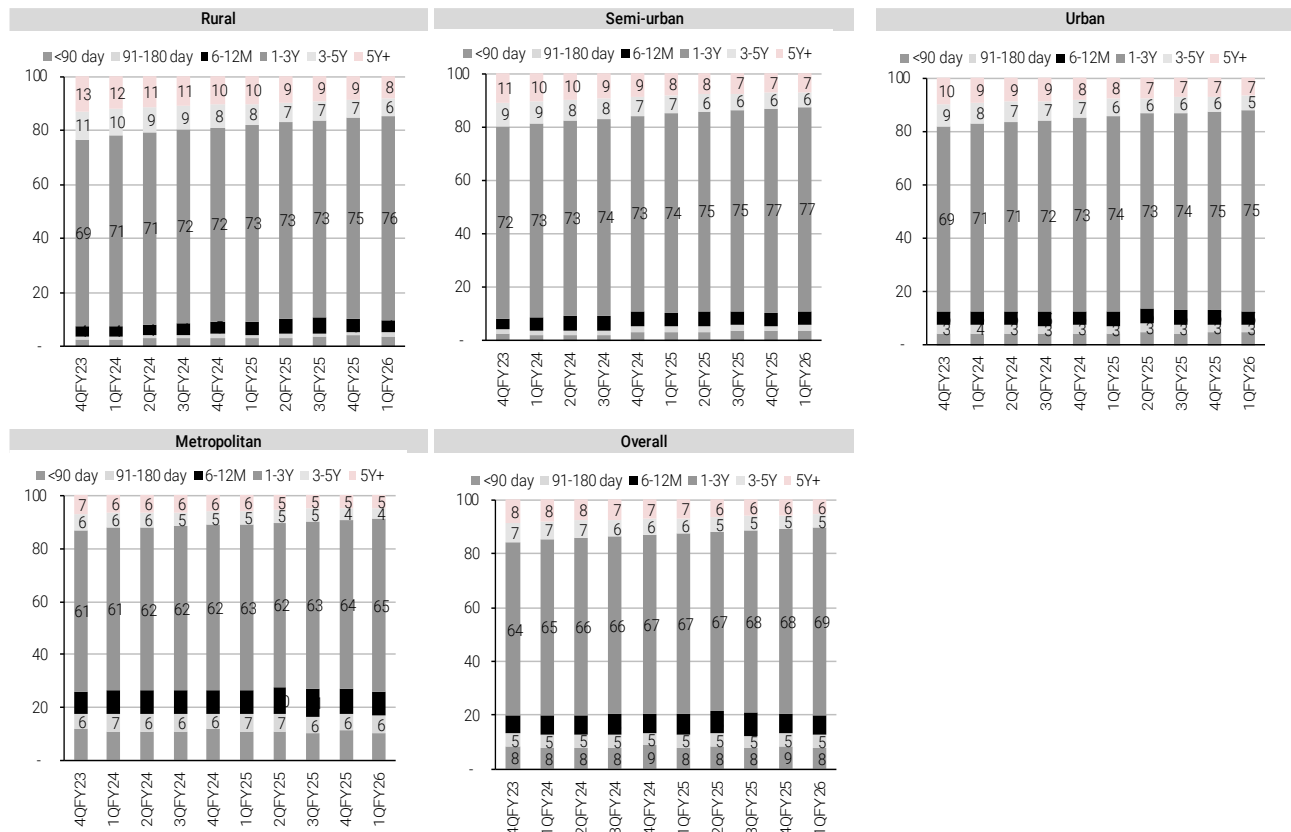 Rural
■<90 day ■91-180 day ■6-12M ■1-3Y ■3-5Y ■5Y+
100
80
60
40
20
-
13 12 11 11 10 10 9 9 9 8
11 10 9 9 8 8 7 7 7 6
69 71 71 72 72 73 73 73 75 76
4QFY23 1QFY24 2QFY24 3QFY24 4QFY24 1QFY25 2QFY25 3QFY25 4QFY25 1QFY26
Semi-urban
■<90 day ■91-180 day ■6-12M ■1-3Y ■3-5Y ■5Y+
100
80
60
40
20
-
11 10 10 9 9 8 8 7 7 7
9 9 8 8 7 7 6 6 6 6
72 73 73 74 73 74 75 75 77 77
4QFY23 1QFY24 2QFY24 3QFY24 4QFY24 1QFY25 2QFY25 3QFY25 4QFY25 1QFY26
Urban
■<90 day ■91-180 day ■6-12M ■1-3Y ■3-5Y ■5Y+
100
80
60
40
20
-
10 9 9 9 8 8 7 7 7 7
9 8 7 7 7 6 6 6 6 5
69 71 71 72 73 74 73 74 75 75
3 4 3 3 3 3 3 3 3 3
4QFY23 1QFY24 2QFY24 3QFY24 4QFY24 1QFY25 2QFY25 3QFY25 4QFY25 1QFY26
Metropolitan
■<90 day ■91-180 day ■6-12M ■1-3Y ■3-5Y ■5Y+
100
80
60
40
20
-
7 6 6 6 6 6 5 5 5 5
6 6 6 5 5 5 5 5 4 4
61 61 62 62 62 63 62 63 64 65
6 7 6 6 6 7 7 6 6 6
4QFY23 1QFY24 2QFY24 3QFY24 4QFY24 1QFY25 2QFY25 3QFY25 4QFY25 1QFY26
Overall
■<90 day ■91-180 day ■6-12M ■1-3Y ■3-5Y ■5Y+
100
80
60
40
20
-
8 8 8 7 7 7 6 6 6 6
7 7 7 6 6 6 5 5 5 5
64 65 66 66 67 67 67 68 68 69
5 5 5 5 5 5 5 5 5 5
8 8 8 8 9 8 8 8 9 8
4QFY23 1QFY24 2QFY24 3QFY24 4QFY24 1QFY25 2QFY25 3QFY25 4QFY25 1QFY26